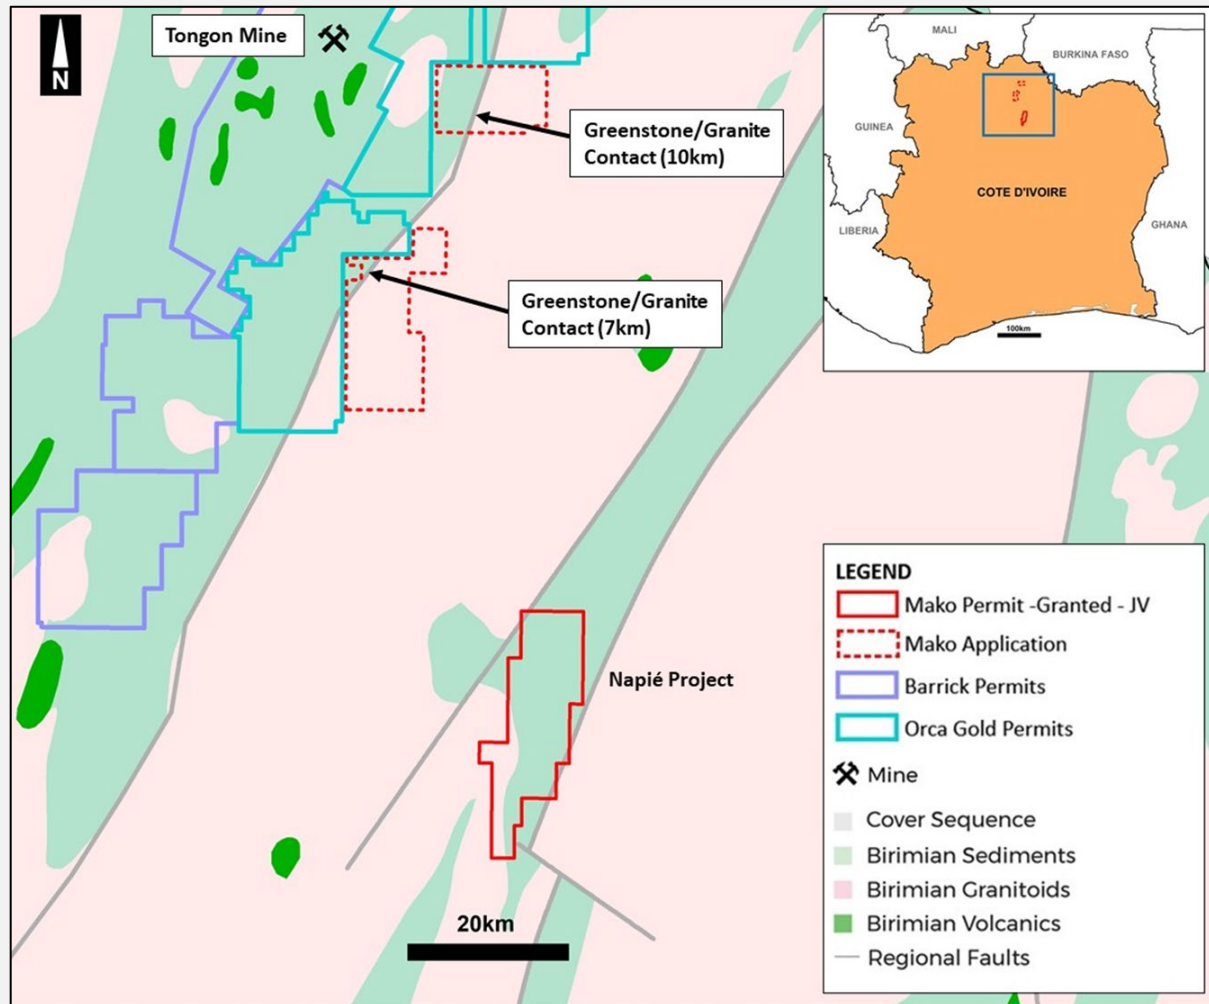 N
Tongon Mine
Greenstone/Granite
Contact (10km)
Greenstone/Granite
Contact (7km)
Napié Project
20km
MALI
BURKINA FASO
GUINEA
COTE D'IVOIRE
LIBERIA
GHANA
100km
LEGEND
Mako Permit -Granted - JV
Mako Application
Barrick Permits
Orca Gold Permits
Mine
Cover Sequence
Birimian Sediments
Birimian Granitoids
Birimian Volcanics
Regional Faults